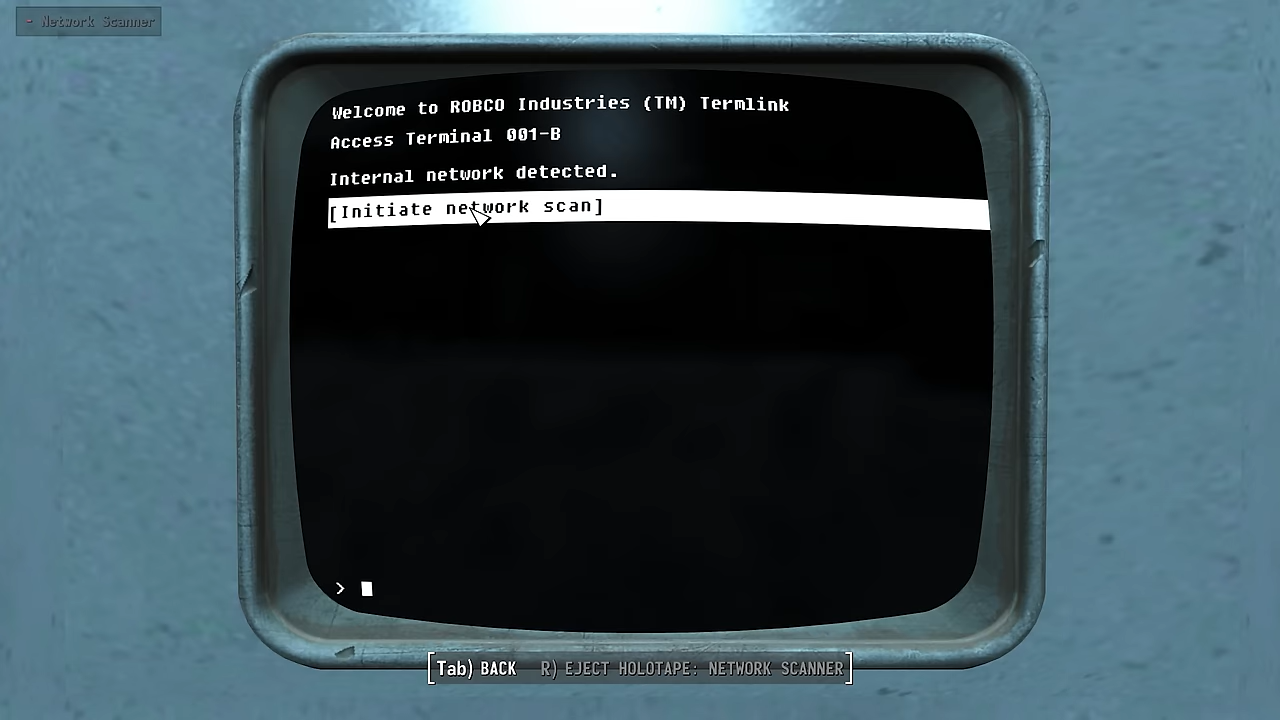 - Network Scanner
Welcome to ROBCO Industries (TM) Termlink
Access Terminal 001-B
Internal network detected.
[Initiate network scan]
>
Tab) BACK R) EJECT HOLOTAPE: NETWORK SCANNER